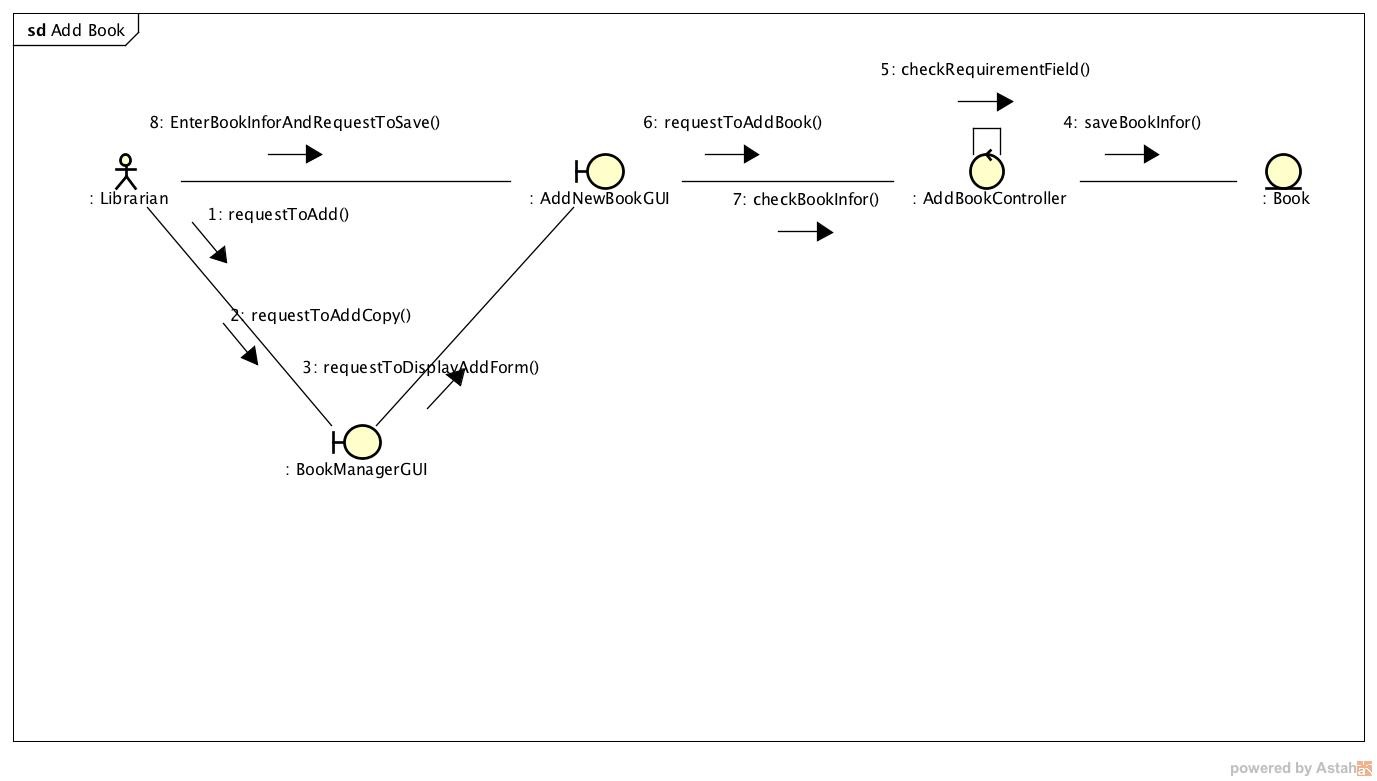 sd Add Book
5: checkRequirementField()
8: EnterBookInforAndRequestToSave()
6: requestToAddBook()
4: saveBookInfor()
: Librarian
: AddNewBookGUI
7: checkBookInfor()
: AddBookController
: Book
1: requestToAdd()
2: requestToAddCopy()
3: requestToDisplayAddForm()
: BookManagerGUI
powered by Astah